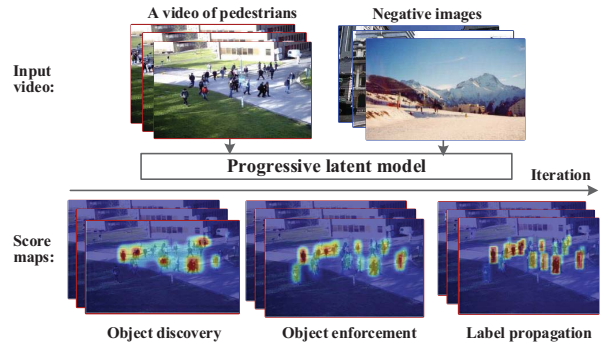 A video of pedestrians
Negative images
Input
video:
Progressive latent model
Iteration
Score
maps:
Object discovery
Object enforcement
Label propagation